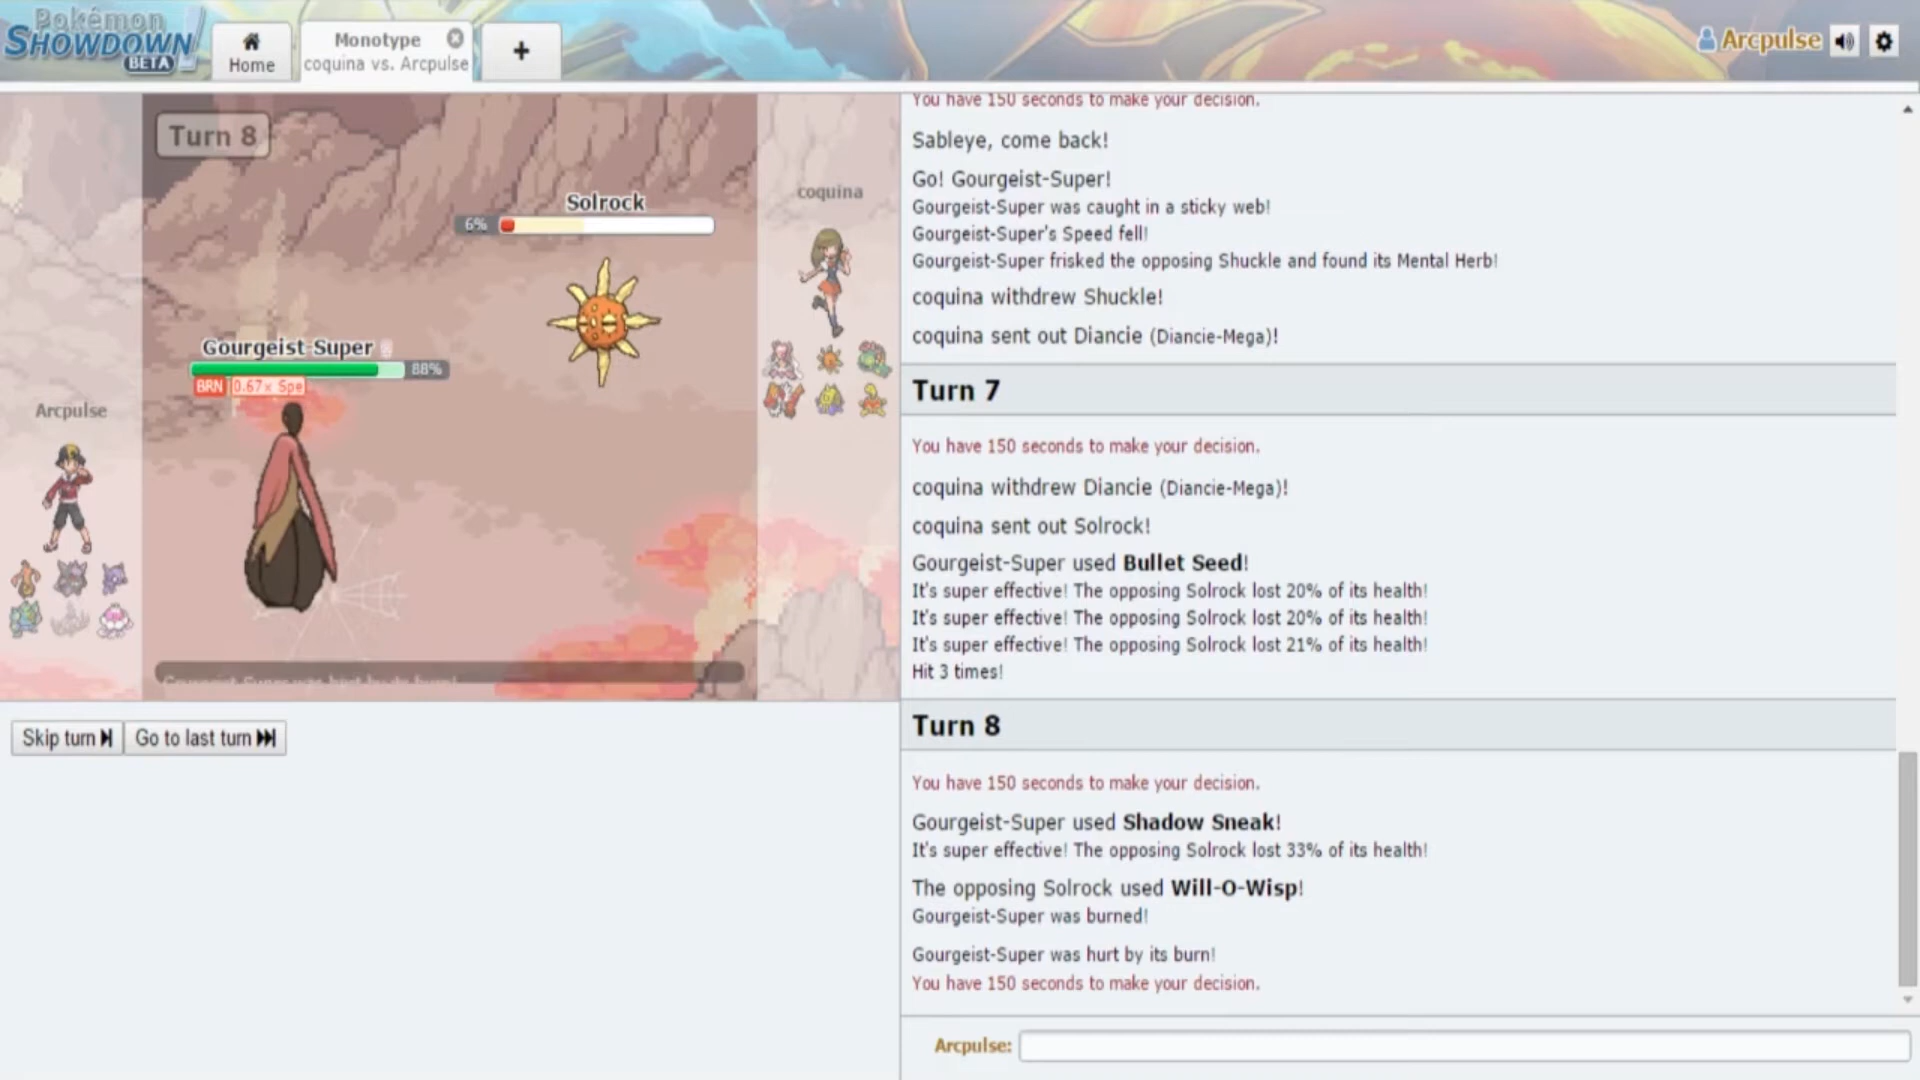 Pokémon
SHOWDOWN!
BETA
Home
Monotype
coquina vs. Arcpulse
+
Arcpulse
Turn 8
Solrock
6%
coquina
Gourgeist-Super
88%
BRN 0.67x Spe
Arcpulse
Gourgeist-Super was hurt by its burn!
Skip turn
Go to last turn
You have 150 seconds to make your decision.
Sableye, come back!
Go! Gourgeist-Super!
Gourgeist-Super was caught in a sticky web!
Gourgeist-Super's Speed fell!
Gourgeist-Super frisked the opposing Shuckle and found its Mental Herb!
coquina withdrew Shuckle!
coquina sent out Diancie (Diancie-Mega)!
Turn 7
You have 150 seconds to make your decision.
coquina withdrew Diancie (Diancie-Mega)!
coquina sent out Solrock!
Gourgeist-Super used Bullet Seed!
It's super effective! The opposing Solrock lost 20% of its health!
It's super effective! The opposing Solrock lost 20% of its health!
It's super effective! The opposing Solrock lost 21% of its health!
Hit 3 times!
Turn 8
You have 150 seconds to make your decision.
Gourgeist-Super used Shadow Sneak!
It's super effective! The opposing Solrock lost 33% of its health!
The opposing Solrock used Will-O-Wisp!
Gourgeist-Super was burned!
Gourgeist-Super was hurt by its burn!
You have 150 seconds to make your decision.
Arcpulse: